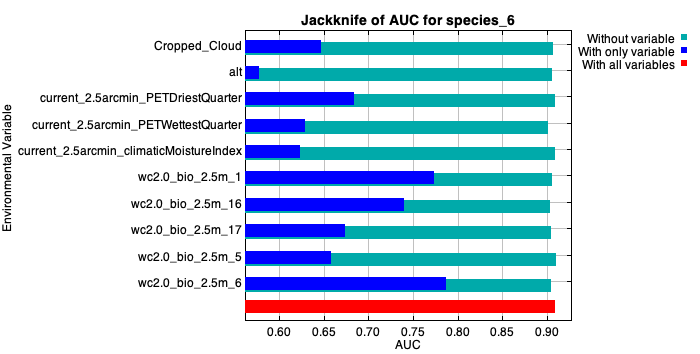 Jackknife of AUC for species_6
Without variable
With only variable
With all variables
Environmental Variable
Cropped_Cloud
alt
current_2.5arcmin_PETDriestQuarter
current_2.5arcmin_PETWettestQuarter
current_2.5arcmin_climaticMoistureIndex
wc2.0_bio_2.5m_1
wc2.0_bio_2.5m_16
wc2.0_bio_2.5m_17
wc2.0_bio_2.5m_5
wc2.0_bio_2.5m_6
0.60 0.65 0.70 0.75 0.80 0.85 0.90
AUC